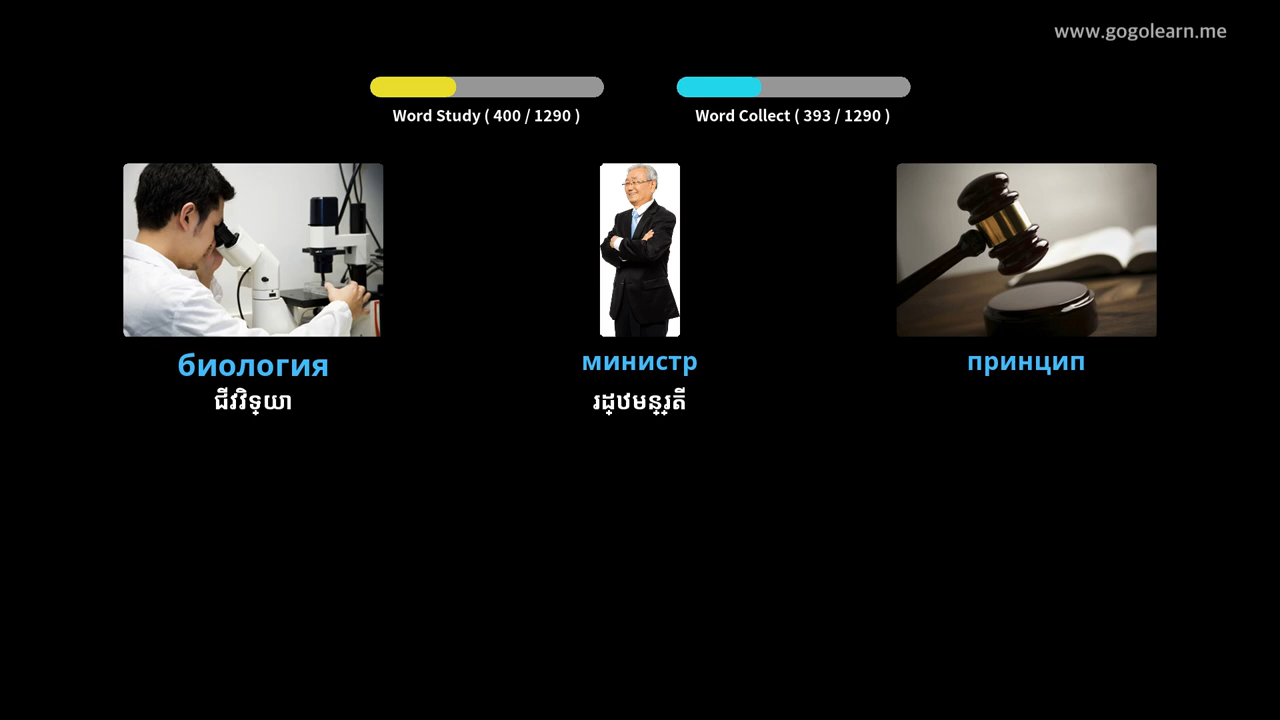 www.gogolearn.me
Word Study ( 400 / 1290 )
Word Collect ( 393 / 1290 )
биология
министр
принцип
ជីវវិទ្យា
រដ្ឋមន្រ្តី